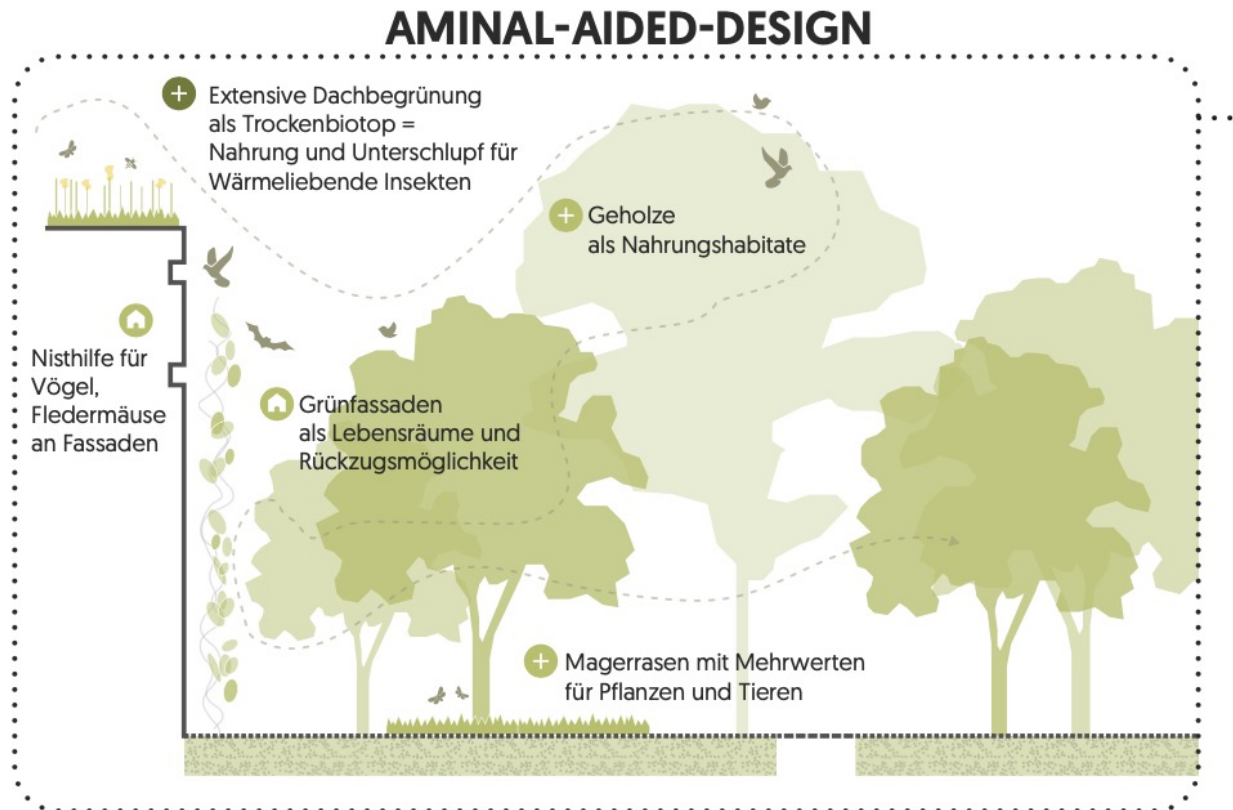 AMINAL-AIDED-DESIGN
Extensive Dachbegrünung
als Trockenbiotop =
Nahrung und Unterschlupf für
Wärmeliebende Insekten
Geholze
als Nahrungshabitate
Nisthilfe für
Vögel,
Fledermäuse
an Fassaden
Grünfassaden
als Lebensräume und
Rückzugsmöglichkeit
Magerrasen mit Mehrwerten
für Pflanzen und Tieren